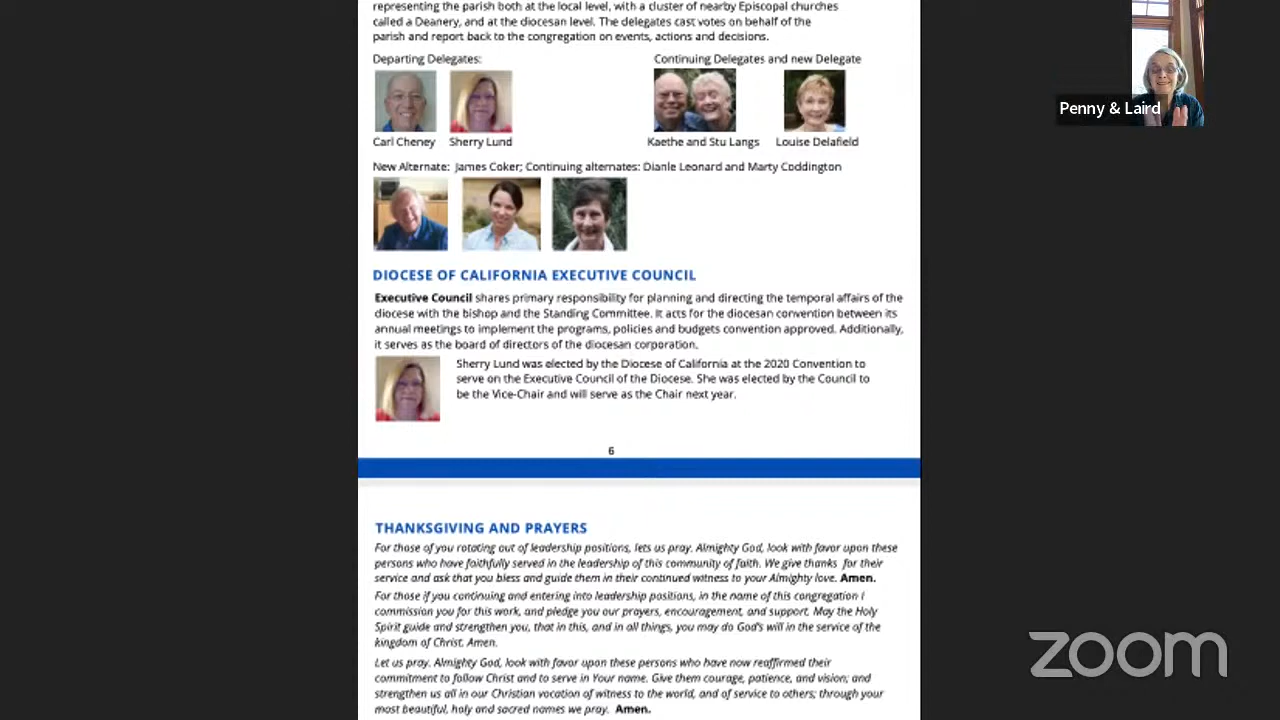 representing the parish both at the local level, with a cluster of nearby Episcopal churches
called a Deanery, and at the diocesan level. The delegates cast votes on behalf of the
parish and report back to the congregation on events, actions and decisions.
Departing Delegates:
Continuing Delegates and new Delegate
Penny & Laird
Carl Cheney
Sherry Lund
Kaethe and Stu Langs
Louise Delafield
New Alternate: James Coker; Continuing alternates: Dianle Leonard and Marty Coddington
DIOCESE OF CALIFORNIA EXECUTIVE COUNCIL
Executive Council shares primary responsibility for planning and directing the temporal affairs of the
diocese with the bishop and the Standing Committee. It acts for the diocesan convention between its
annual meetings to implement the programs, policies and budgets convention approved. Additionally,
it serves as the board of directors of the diocesan corporation.
Sherry Lund was elected by the Diocese of California at the 2020 Convention to
serve on the Executive Council of the Diocese. She was elected by the Council to
be the Vice-Chair and will serve as the Chair next year.
6
THANKSGIVING AND PRAYERS
For those of you rotating out of leadership positions, lets us pray. Almighty God, look with favor upon these
persons who have faithfully served in the leadership of this community of faith. We give thanks for their
service and ask that you bless and guide them in their continued witness to your Almighty love. Amen.
For those if you continuing and entering into leadership positions, in the name of this congregation I
commission you for this work, and pledge you our prayers, encouragement, and support. May the Holy
Spirit guide and strengthen you, that in this, and in all things, you may do God's will in the service of the
kingdom of Christ. Amen.
Let us pray. Almighty God, look with favor upon these persons who have now reaffirmed their
commitment to follow Christ and to serve in Your name. Give them courage, patience, and vision; and
strengthen us all in our Christian vocation of witness to the world, and of service to others; through your
most beautiful, holy and sacred names we pray. Amen.
zoom